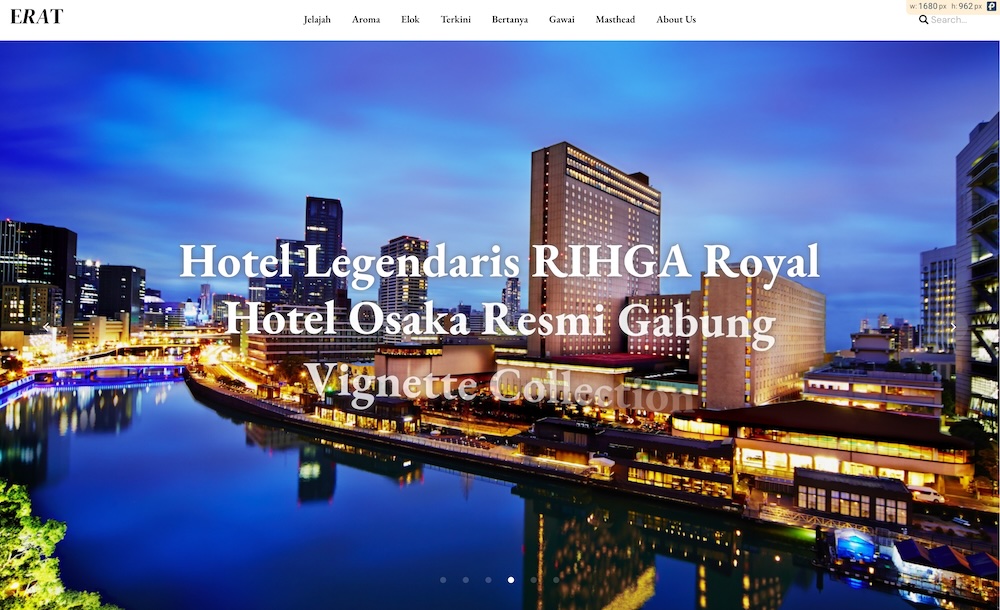 ERAT
Jelajah Aroma Elok Terkini Bertanya Gawai Masthead About Us
w: 1680 px h: 962 px
Search...
Hotel Legendaris RIHGA Royal
Hotel Osaka Resmi Gabung
Vignette Collection